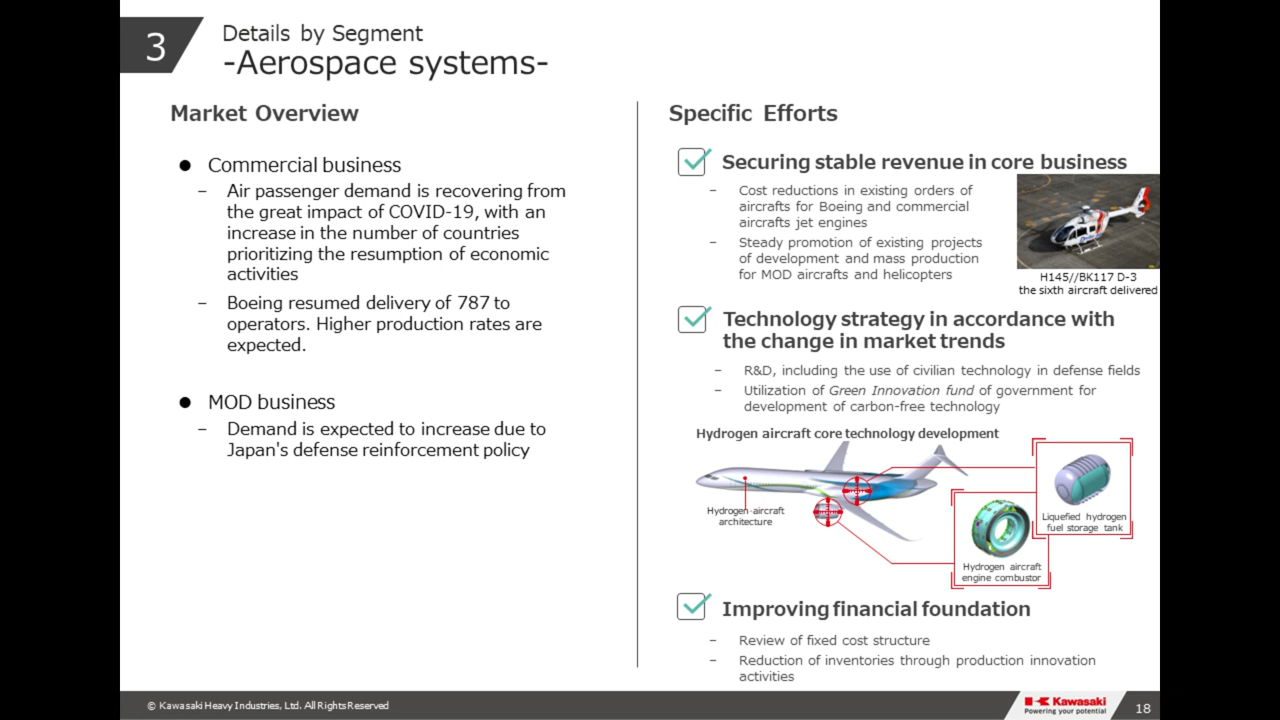 3
Details by Segment
-Aerospace systems-
Market Overview
● Commercial business
– Air passenger demand is recovering from
the great impact of COVID-19, with an
increase in the number of countries
prioritizing the resumption of economic
activities
– Boeing resumed delivery of 787 to
operators. Higher production rates are
expected.
● MOD business
– Demand is expected to increase due to
Japan's defense reinforcement policy
Specific Efforts
Securing stable revenue in core business
– Cost reductions in existing orders of
aircrafts for Boeing and commercial
aircrafts jet engines
– Steady promotion of existing projects
of development and mass production
for MOD aircrafts and helicopters
H145//BK117 D-3
the sixth aircraft delivered
Technology strategy in accordance with
the change in market trends
– R&D, including the use of civilian technology in defense fields
– Utilization of Green Innovation fund of government for
development of carbon-free technology
Hydrogen aircraft core technology development
Hydrogen-aircraft
architecture
Liquefied hydrogen
fuel storage tank
Hydrogen aircraft
engine combustor
Improving financial foundation
– Review of fixed cost structure
– Reduction of inventories through production innovation
activities
© Kawasaki Heavy Industries, Ltd. All Rights Reserved
Kawasaki
Powering your potential
18